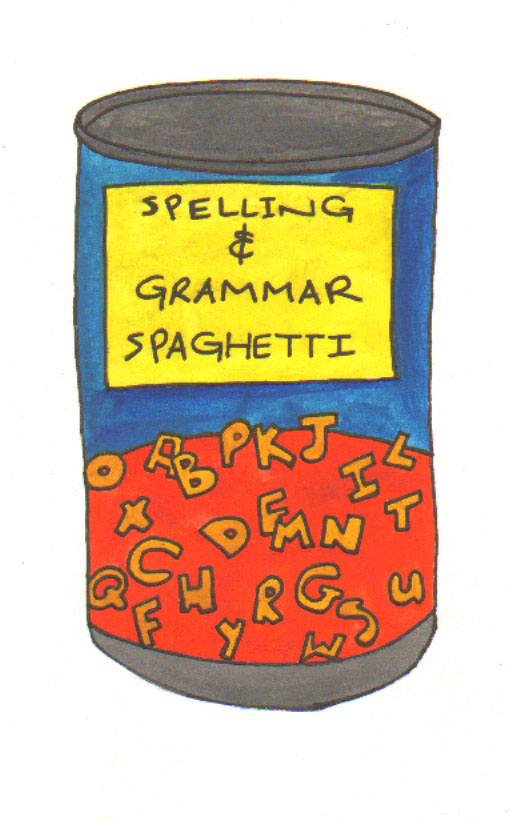 SPELLING
&
GRAMMAR
SPAGHETTI
O A B P K J I L
X D E M N T
Q C H R G S U
F Y W